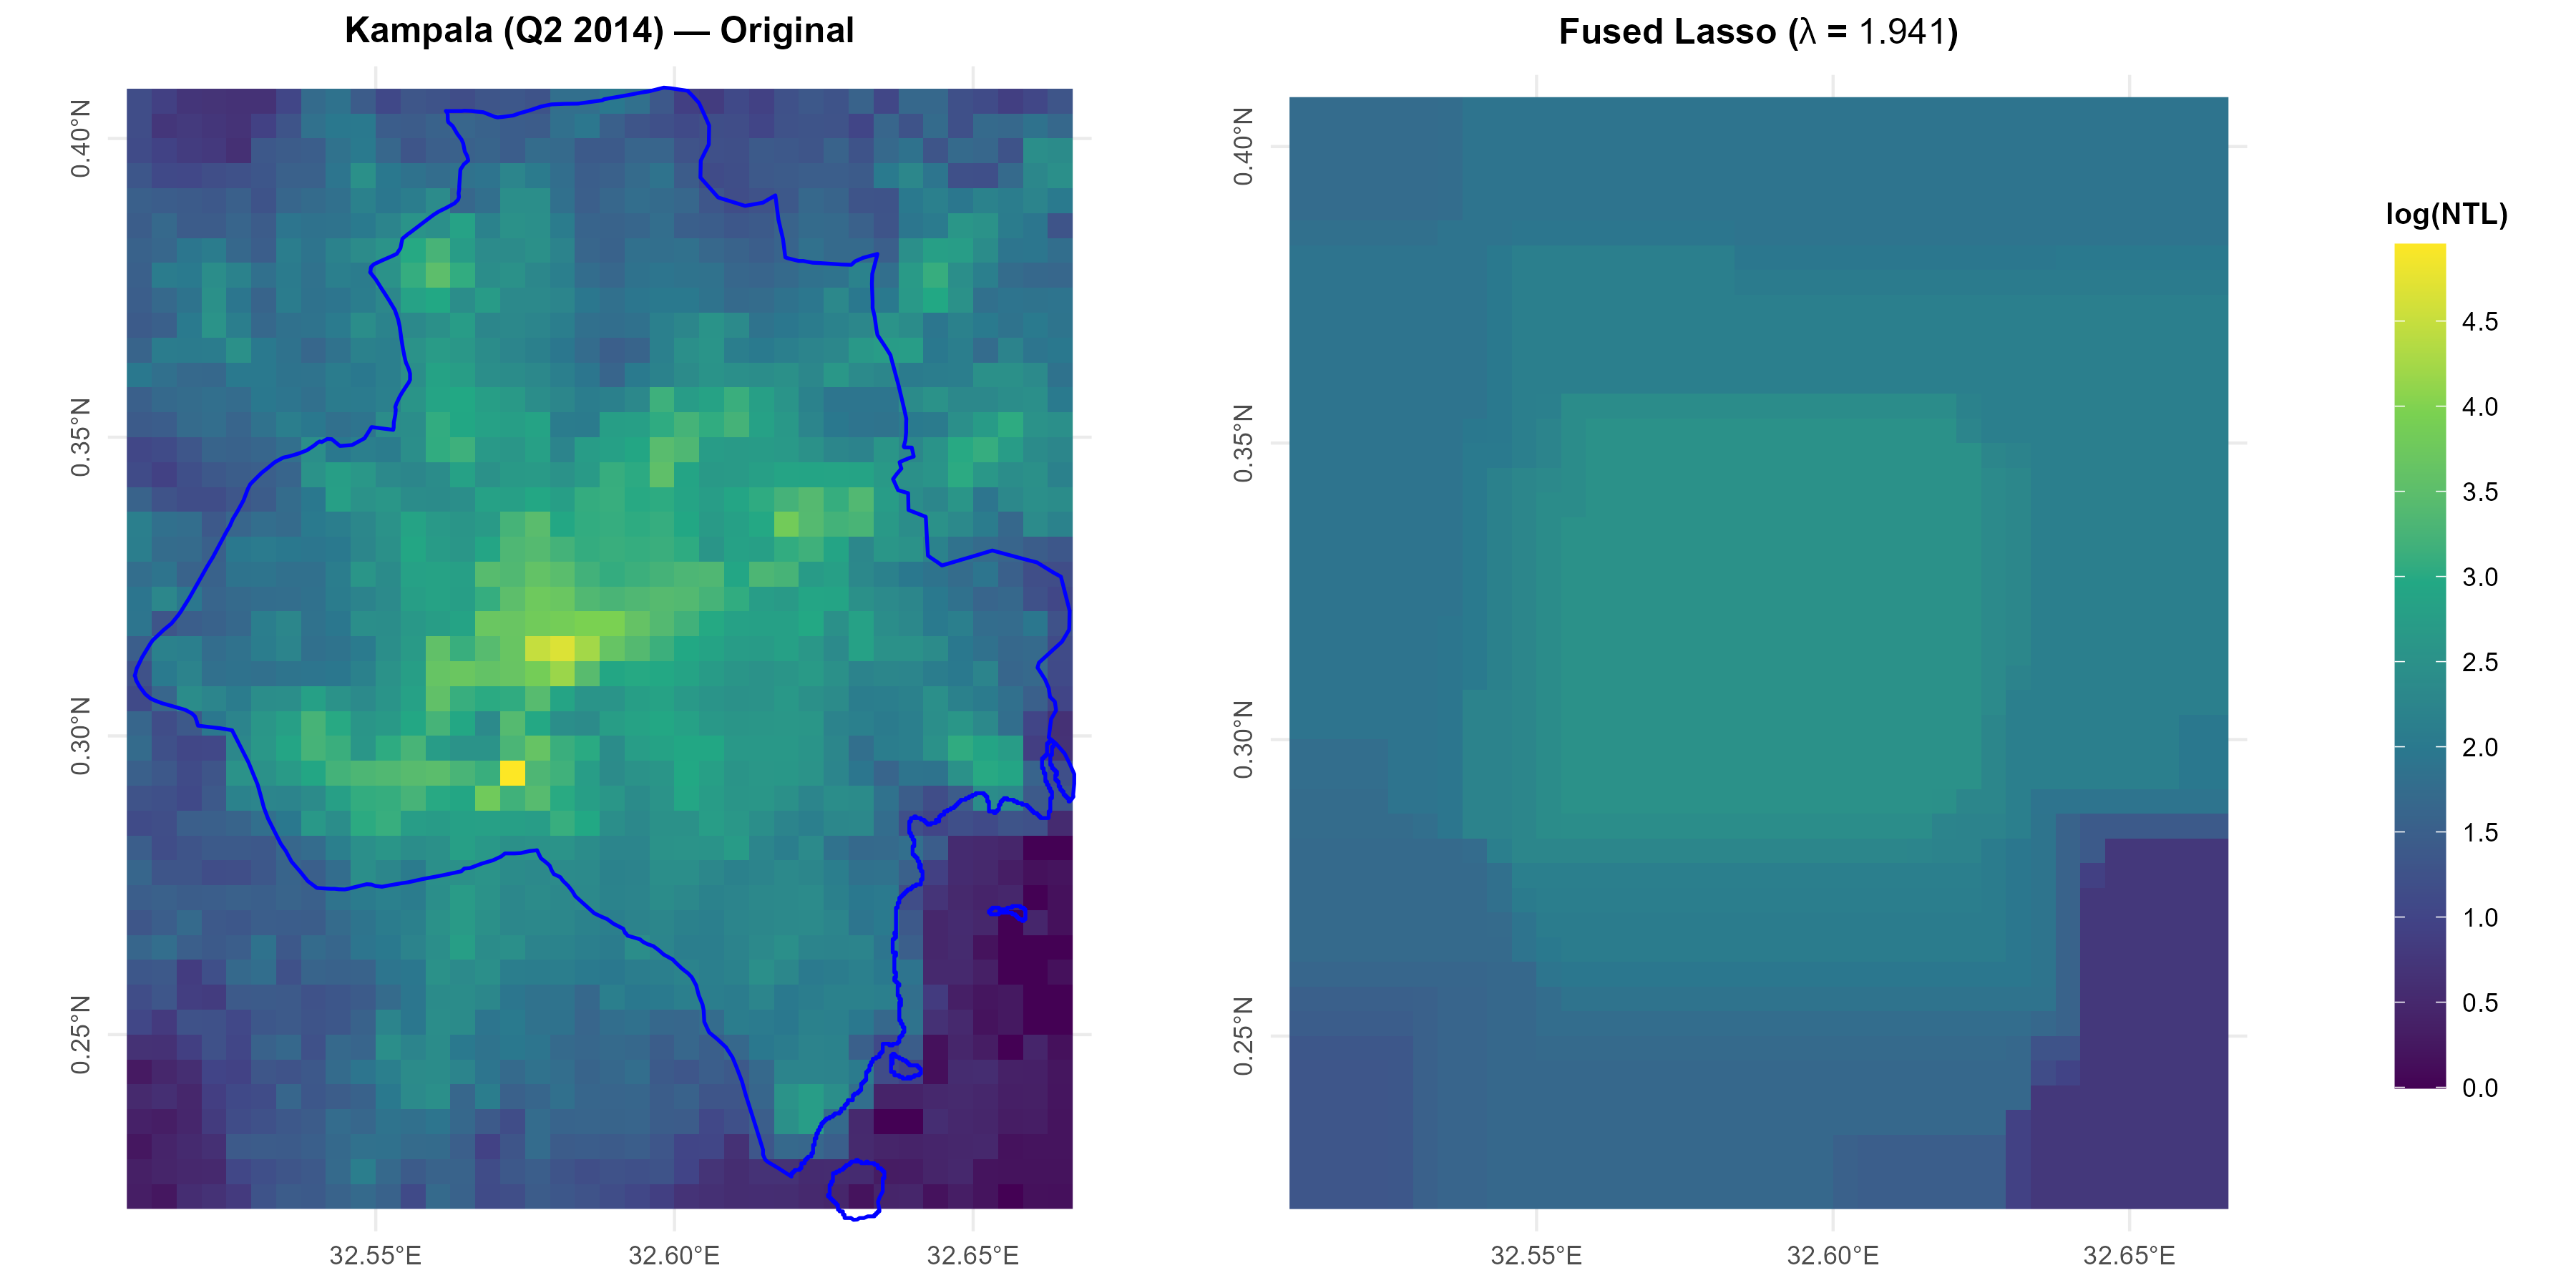 Kampala (Q2 2014) — Original
0.40°N
0.35°N
0.30°N
0.25°N
32.55°E
32.60°E
32.65°E
Fused Lasso (λ = 1.941)
0.40°N
0.35°N
0.30°N
0.25°N
32.55°E
32.60°E
32.65°E
log(NTL)
4.5
4.0
3.5
3.0
2.5
2.0
1.5
1.0
0.5
0.0